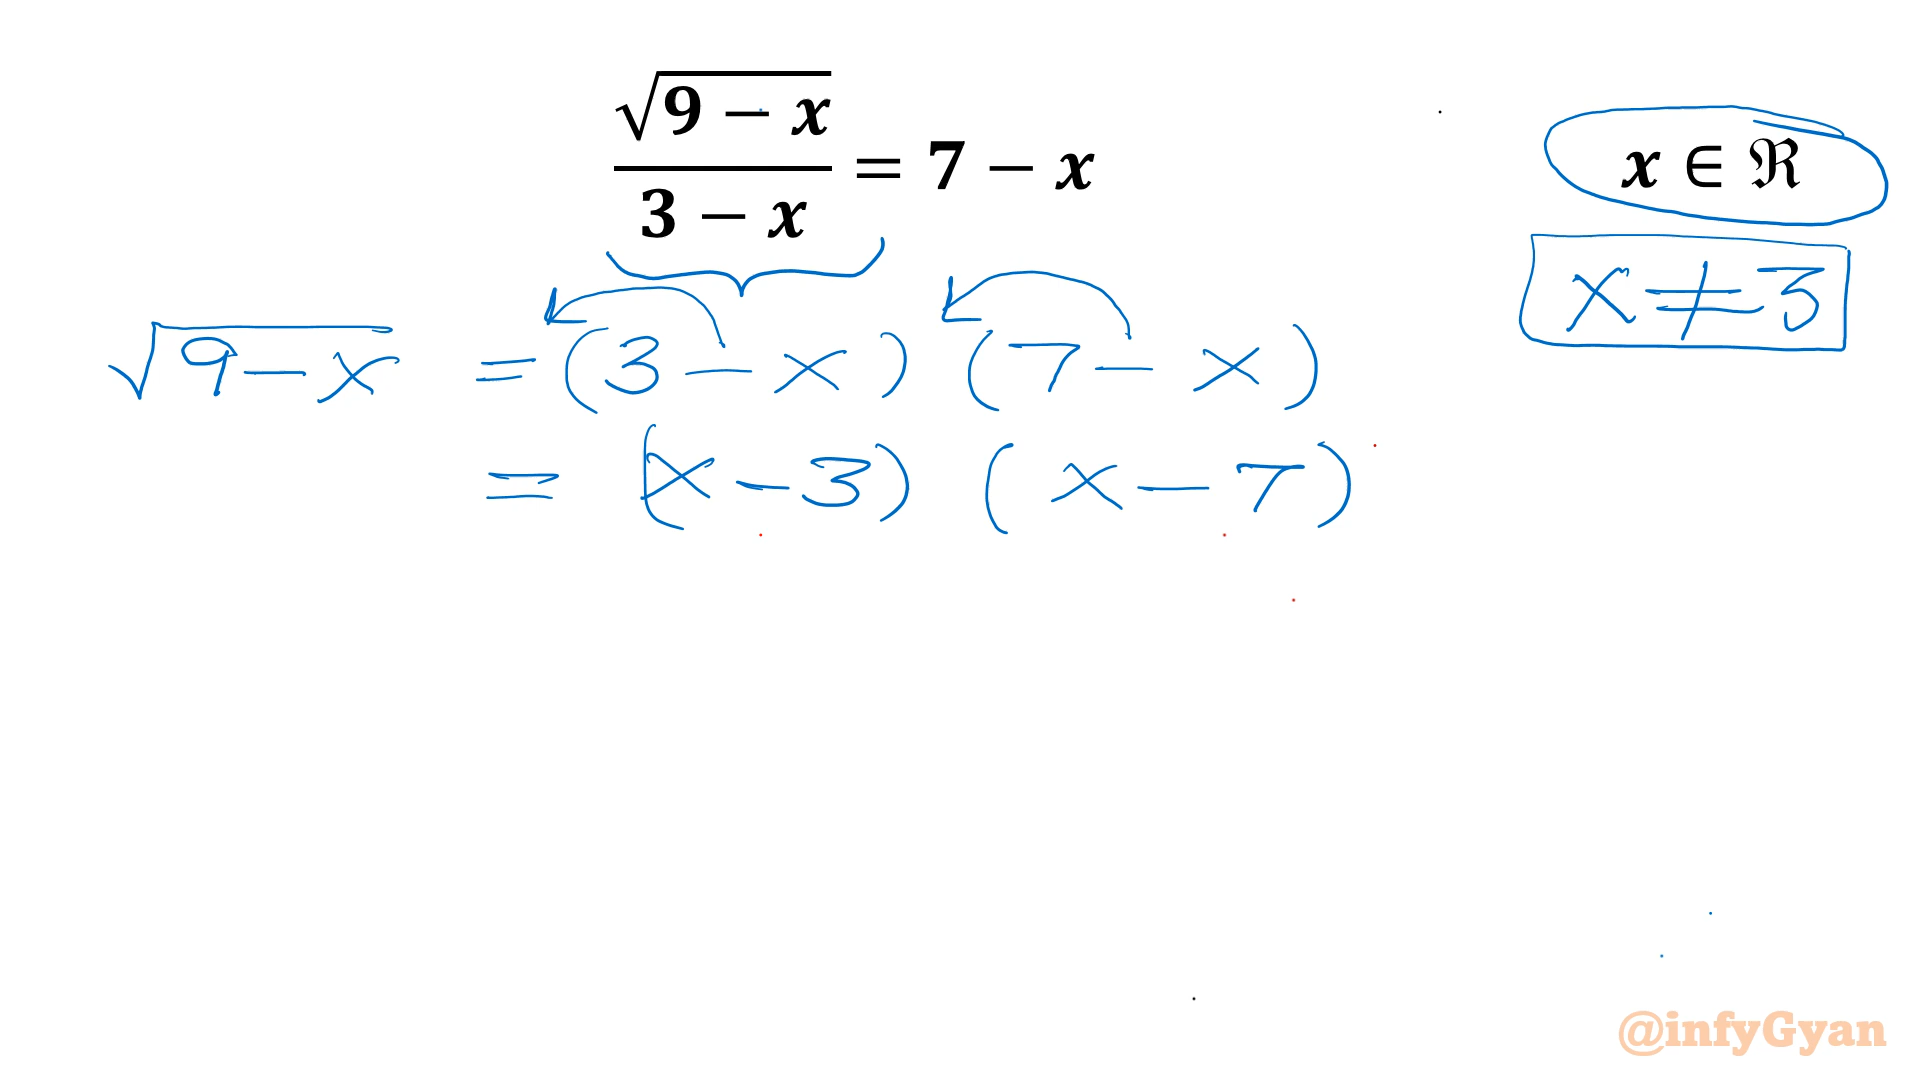 √(9 − x) / (3 − x) = 7 − x
x ∈ ℜ
x ≠ 3
√(9 − x) = (3 − x) (7 − x)
= (x − 3) (x − 7)
@infyGyan